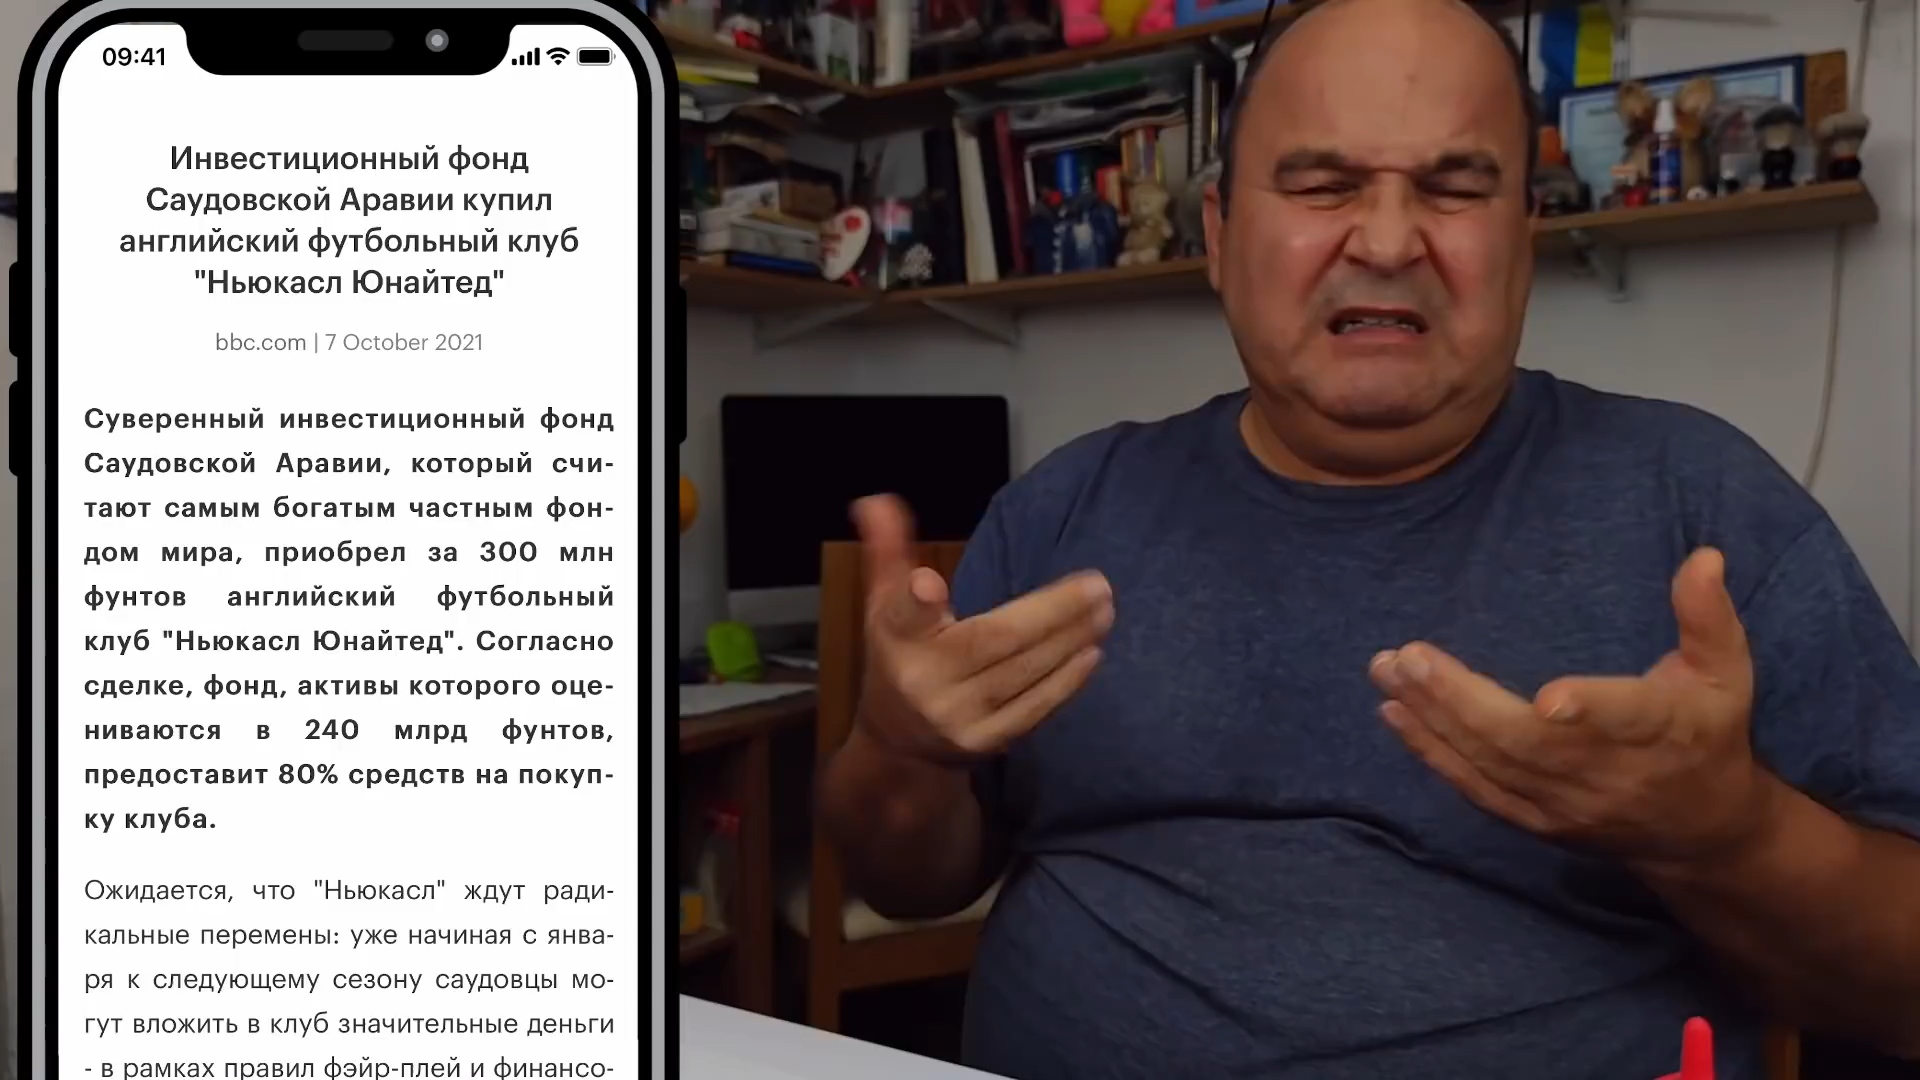 09:41
Инвестиционный фонд
Саудовской Аравии купил
английский футбольный клуб
"Ньюкасл Юнайтед"
bbc.com | 7 October 2021
Суверенный инвестиционный фонд
Саудовской Аравии, который счи-
тают самым богатым частным фон-
дом мира, приобрел за 300 млн
фунтов английский футбольный
клуб "Ньюкасл Юнайтед". Согласно
сделке, фонд, активы которого оце-
ниваются в 240 млрд фунтов,
предоставит 80% средств на покуп-
ку клуба.
Ожидается, что "Ньюкасл" ждут ради-
кальные перемены: уже начиная с янва-
ря к следующему сезону саудовцы мо-
гут вложить в клуб значительные деньги
- в рамках правил фэйр-плей и финансо-